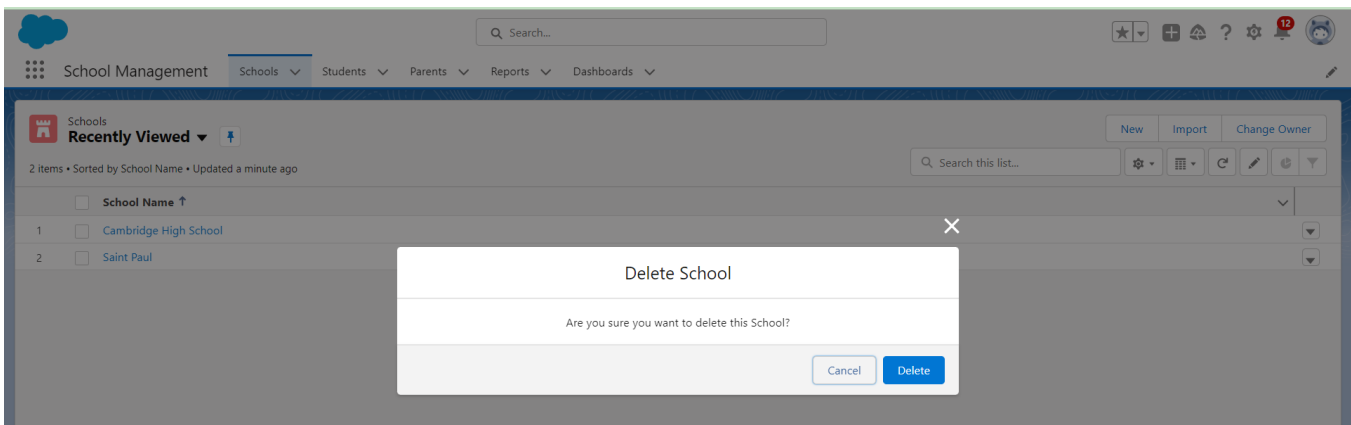 Search...
12
School Management Schools Students Parents Reports Dashboards
Schools
Recently Viewed
New Import Change Owner
2 items • Sorted by School Name • Updated a minute ago
Search this list...
School Name
1 Cambridge High School
2 Saint Paul
Delete School
Are you sure you want to delete this School?
Cancel Delete